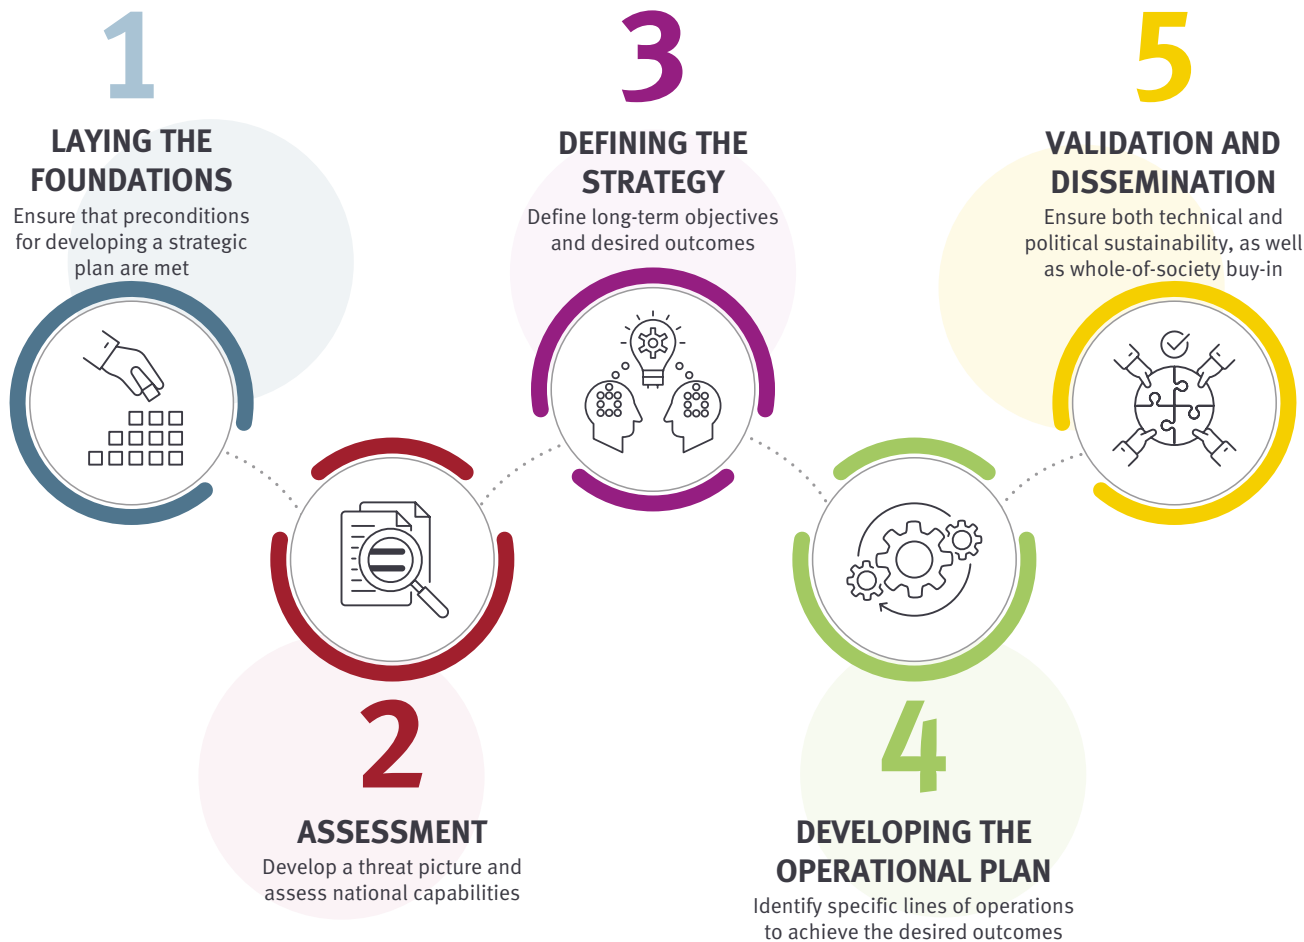 1
LAYING THE
FOUNDATIONS
Ensure that preconditions
for developing a strategic
plan are met
2
ASSESSMENT
Develop a threat picture and
assess national capabilities
3
DEFINING THE
STRATEGY
Define long-term objectives
and desired outcomes
4
DEVELOPING THE
OPERATIONAL PLAN
Identify specific lines of operations
to achieve the desired outcomes
5
VALIDATION AND
DISSEMINATION
Ensure both technical and
political sustainability, as well
as whole-of-society buy-in